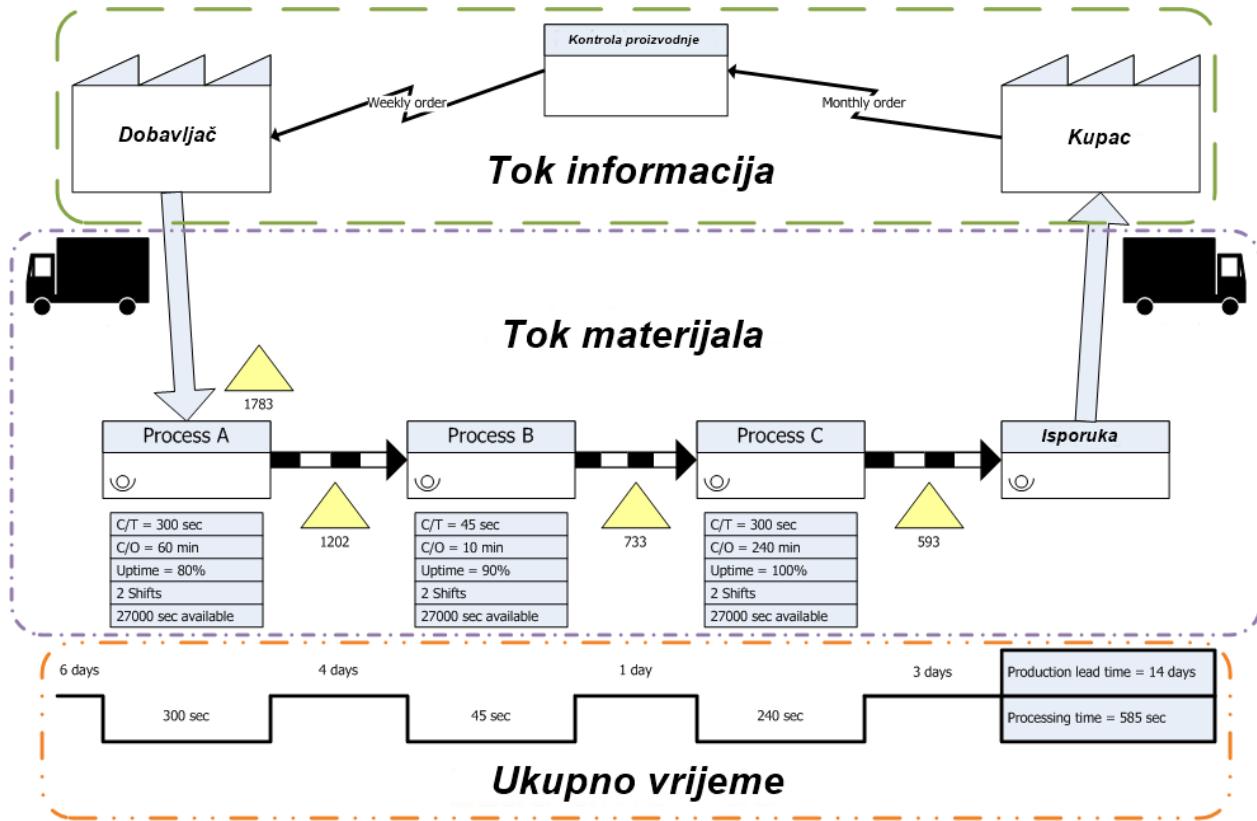 Kontrola proizvodnje
Weekly order
Monthly order
Dobavljač
Kupac
Tok informacija
Tok materijala
1783
Process A
Process B
Process C
Isporuka
1202
733
593
C/T = 300 sec
C/O = 60 min
Uptime = 80%
2 Shifts
27000 sec available
C/T = 45 sec
C/O = 10 min
Uptime = 90%
2 Shifts
27000 sec available
C/T = 300 sec
C/O = 240 min
Uptime = 100%
2 Shifts
27000 sec available
6 days
4 days
1 day
3 days
Production lead time = 14 days
300 sec
45 sec
240 sec
Processing time = 585 sec
Ukupno vrijeme